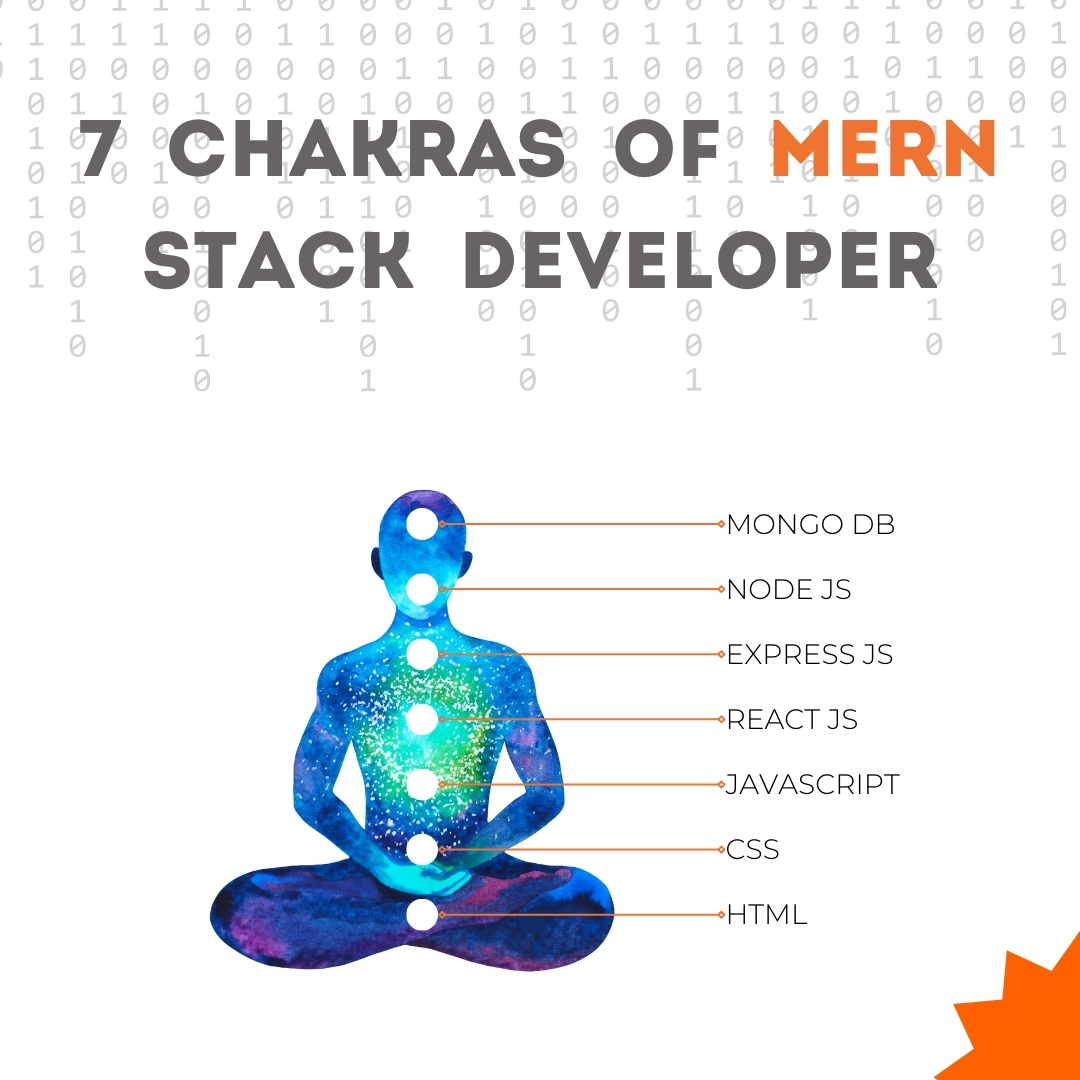 7 CHAKRAS OF MERN
STACK DEVELOPER
MONGO DB
NODE JS
EXPRESS JS
REACT JS
JAVASCRIPT
CSS
HTML